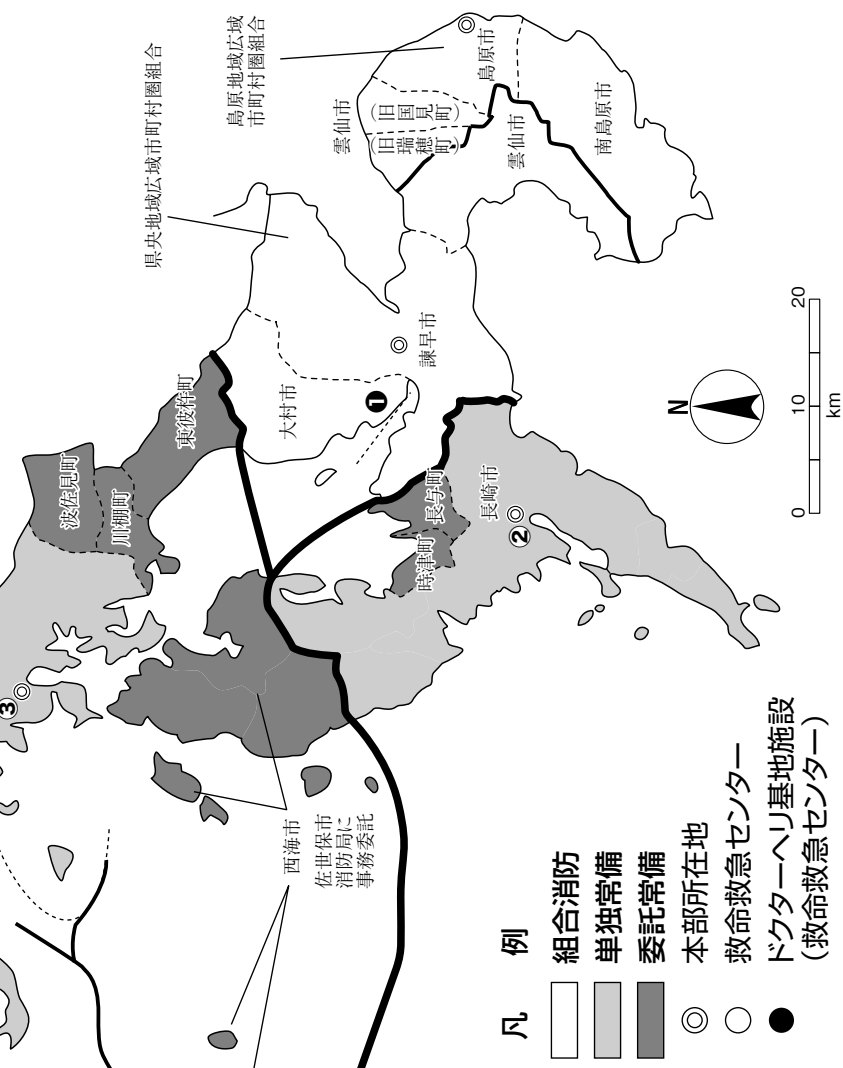 島原地域広域
市町村圏組合
県央地域広域市町村圏組合
雲仙市
(旧国見町)
(旧瑞穂町)
島原市
雲仙市
南島原市
諫早市
大村市
❶
東彼杵町
波佐見町
川棚町
長与町
時津町
長崎市
②
③
西海市
佐世保市
消防局に
事務委託
N
0 10 20
km
凡例
組合消防
単独常備
委託常備
本部所在地
救命救急センター
ドクターヘリ基地施設
(救命救急センター)